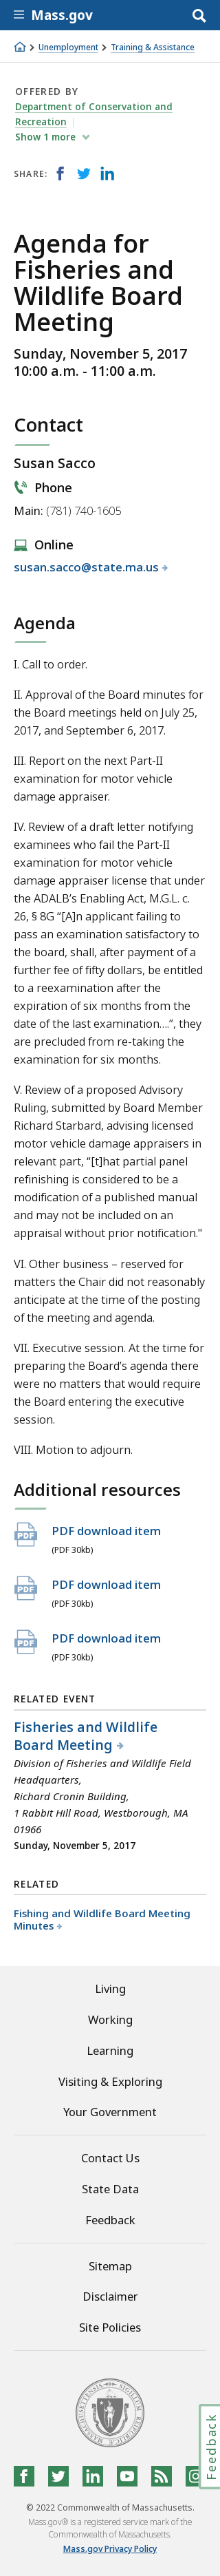 Mass.gov
Unemployment
Training & Assistance
OFFERED BY
Department of Conservation and
Recreation
Show 1 more
SHARE:
Agenda for
Fisheries and
Wildlife Board
Meeting
Sunday, November 5, 2017
10:00 a.m. - 11:00 a.m.
Contact
Susan Sacco
Phone
Main: (781) 740-1605
Online
susan.sacco@state.ma.us
Agenda
I. Call to order.
II. Approval of the Board minutes for
the Board meetings held on July 25,
2017, and September 6, 2017.
III. Report on the next Part-II
examination for motor vehicle
damage appraiser.
IV. Review of a draft letter notifying
examinees who fail the Part-II
examination for motor vehicle
damage appraiser license that under
the ADALB's Enabling Act, M.G.L. c.
26, § 8G "[A]n applicant failing to
pass an examination satisfactory to
the board, shall, after payment of a
further fee of fifty dollars, be entitled
to a reexamination after the
expiration of six months from the
date of the last examination….", they
are precluded from re-taking the
examination for six months.
V. Review of a proposed Advisory
Ruling, submitted by Board Member
Richard Starbard, advising licensed
motor vehicle damage appraisers in
relevant part, "[t]hat partial panel
refinishing is considered to be a
modification of a published manual
and may not be included on an
appraisal without prior notification."
VI. Other business – reserved for
matters the Chair did not reasonably
anticipate at the time of the posting
of the meeting and agenda.
VII. Executive session. At the time for
preparing the Board's agenda there
were no matters that would require
the Board entering the executive
session.
VIII. Motion to adjourn.
Additional resources
PDF
PDF download item
(PDF 30kb)
PDF
PDF download item
(PDF 30kb)
PDF
PDF download item
(PDF 30kb)
RELATED EVENT
Fisheries and Wildlife
Board Meeting
Division of Fisheries and Wildlife Field
Headquarters,
Richard Cronin Building,
1 Rabbit Hill Road, Westborough, MA
01966
Sunday, November 5, 2017
RELATED
Fishing and Wildlife Board Meeting
Minutes
Living
Working
Learning
Visiting & Exploring
Your Government
Contact Us
State Data
Feedback
Sitemap
Disclaimer
Site Policies
Feedback
© 2022 Commonwealth of Massachusetts.
Mass.gov® is a registered service mark of the
Commonwealth of Massachusetts.
Mass.gov Privacy Policy